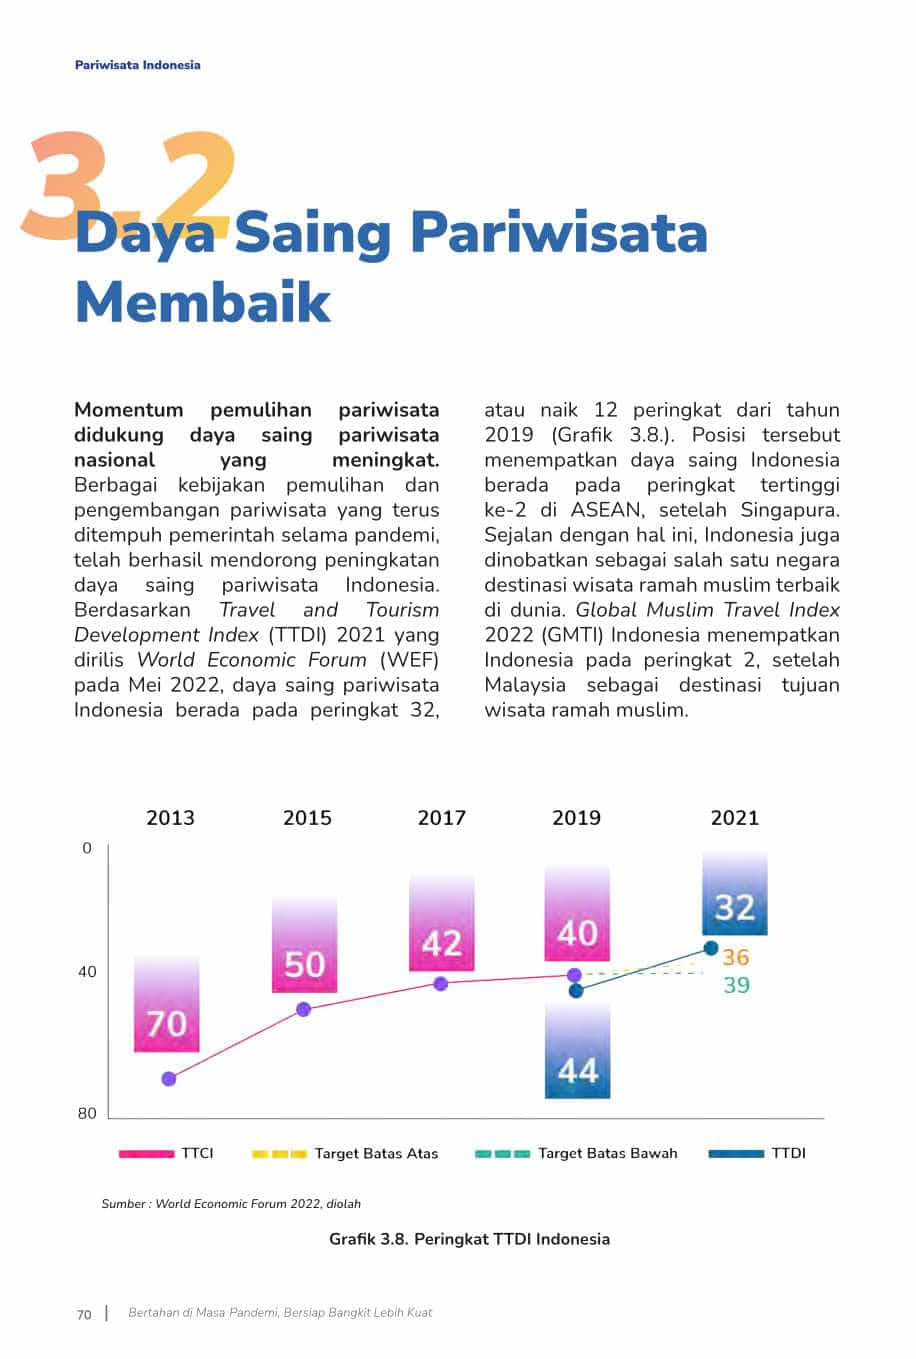 Pariwisata Indonesia
3.2
Daya Saing Pariwisata
Membaik
Momentum pemulihan pariwisata
didukung daya saing pariwisata
nasional yang meningkat.
Berbagai kebijakan pemulihan dan
pengembangan pariwisata yang terus
ditempuh pemerintah selama pandemi,
telah berhasil mendorong peningkatan
daya saing pariwisata Indonesia.
Berdasarkan Travel and Tourism
Development Index (TTDI) 2021 yang
dirilis World Economic Forum (WEF)
pada Mei 2022, daya saing pariwisata
Indonesia berada pada peringkat 32,
atau naik 12 peringkat dari tahun
2019 (Grafik 3.8.). Posisi tersebut
menempatkan daya saing Indonesia
berada pada peringkat tertinggi
ke-2 di ASEAN, setelah Singapura.
Sejalan dengan hal ini, Indonesia juga
dinobatkan sebagai salah satu negara
destinasi wisata ramah muslim terbaik
di dunia. Global Muslim Travel Index
2022 (GMTI) Indonesia menempatkan
Indonesia pada peringkat 2, setelah
Malaysia sebagai destinasi tujuan
wisata ramah muslim.
2013 2015 2017 2019 2021
0
40
80
70
50
42
40
44
32
36
39
TTCI Target Batas Atas Target Batas Bawah TTDI
Sumber : World Economic Forum 2022, diolah
Grafik 3.8. Peringkat TTDI Indonesia
70 | Bertahan di Masa Pandemi, Bersiap Bangkit Lebih Kuat